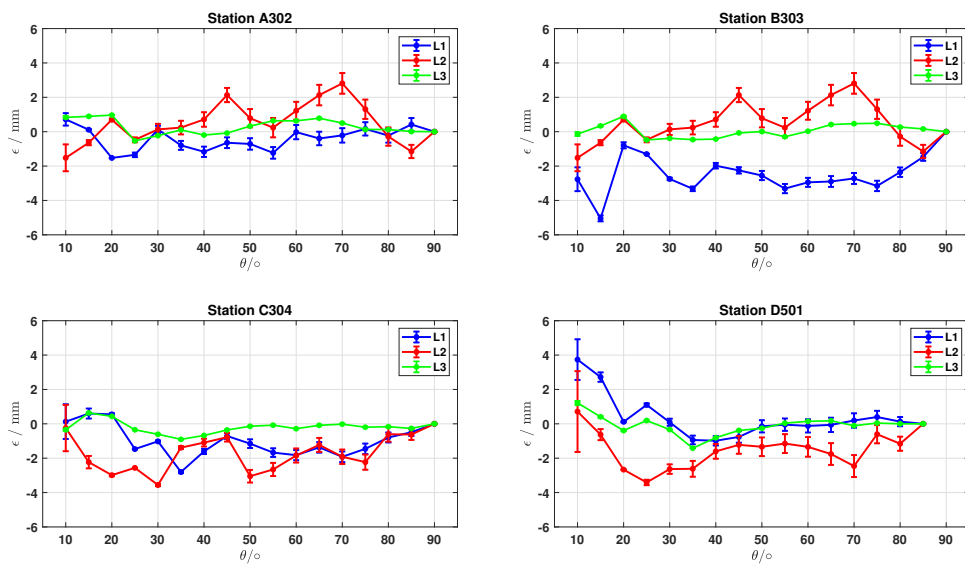 Station A302
6
4
2
0
-2
-4
-6
ϵ / mm
10 20 30 40 50 60 70 80 90
θ/○
L1
L2
L3
Station B303
6
4
2
0
-2
-4
-6
ϵ / mm
10 20 30 40 50 60 70 80 90
θ/○
L1
L2
L3
Station C304
6
4
2
0
-2
-4
-6
ϵ / mm
10 20 30 40 50 60 70 80 90
θ/○
L1
L2
L3
Station D501
6
4
2
0
-2
-4
-6
ϵ / mm
10 20 30 40 50 60 70 80 90
θ/○
L1
L2
L3